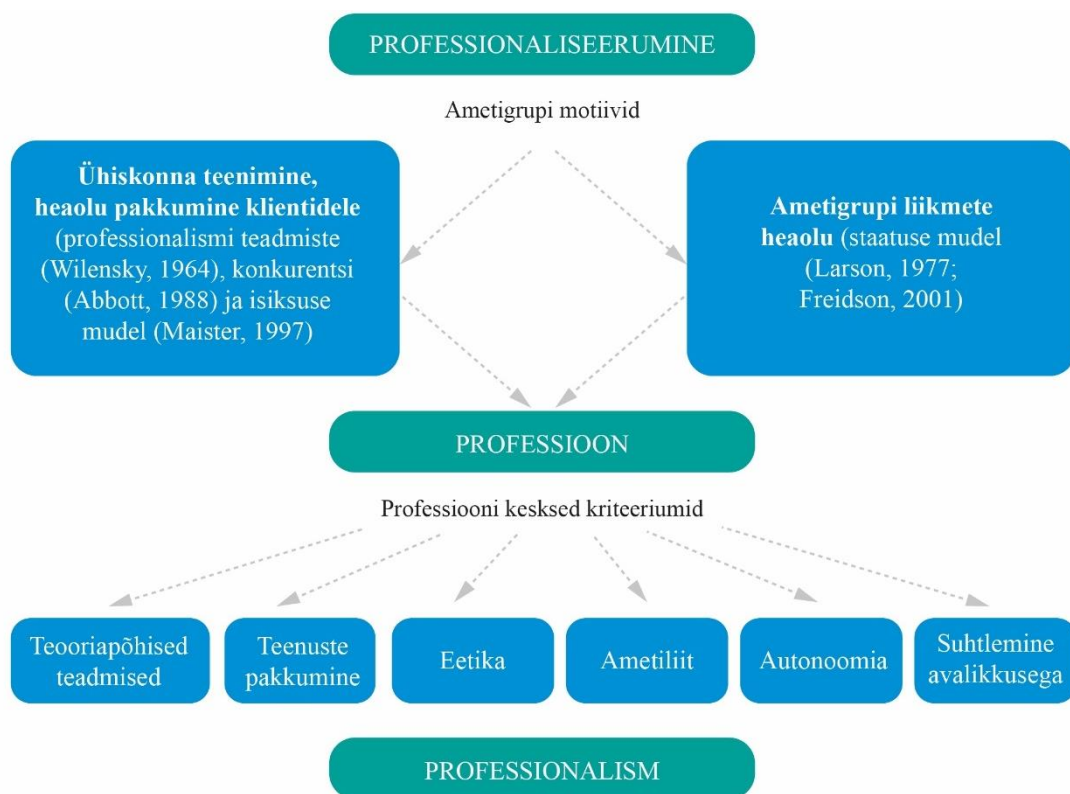 PROFESSIONALISEERUMINE
Ametigrupi motiivid
Ühiskonna teenimine,
heaolu pakkumine klientidele
(professionalismi teadmiste
(Wilensky, 1964), konkurentsi
(Abbott, 1988) ja isiksuse
mudel (Maister, 1997)
Ametigrupi liikmete
heaolu (staatuse mudel
(Larson, 1977;
Freidson, 2001)
PROFESSIOON
Professiooni kesksed kriteeriumid
Teooriapõhised
teadmised
Teenuste
pakkumine
Eetika
Ametiliit
Autonoomia
Suhtlemine
avalikkusega
PROFESSIONALISM